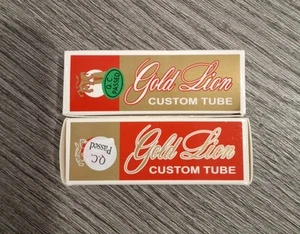 Q.C
PASSED
Gold Lion
CUSTOM TUBE
Q.C
Passed
Gold Lion
CUSTOM TUBE